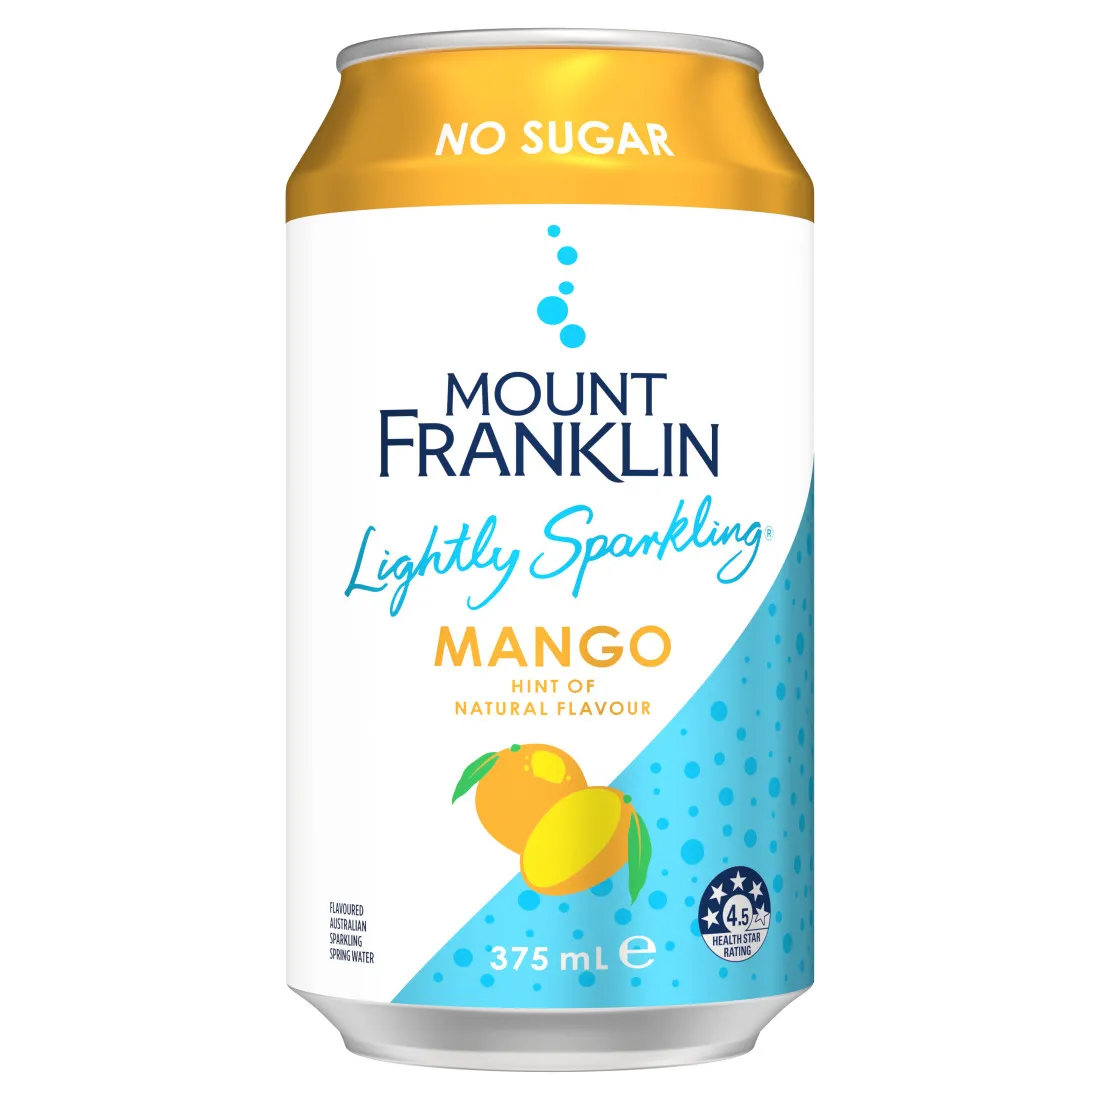 NO SUGAR
MOUNT
FRANKLIN
Lightly Sparkling®
MANGO
HINT OF
NATURAL FLAVOUR
FLAVOURED
AUSTRALIAN
SPARKLING
SPRING WATER
375 mL e
4.5
HEALTH STAR
RATING